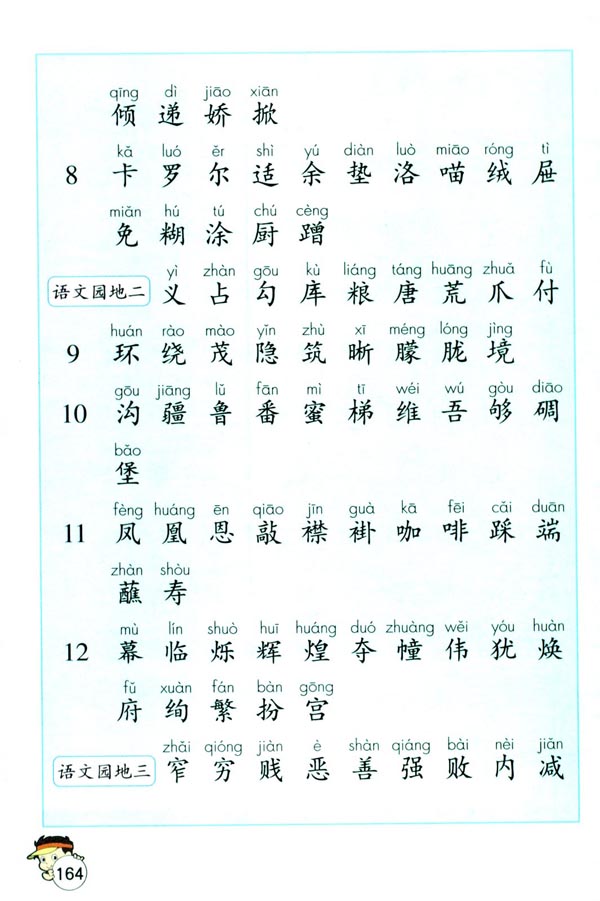 qīng dì jiāo xiān
倾 递 娇 掀
kǎ luó ěr shì yú diàn luò miāo róng tì
8 卡 罗 尔 适 余 垫 洛 喵 绒 屉
miǎn hú tú chú cèng
免 糊 涂 厨 蹭
yì zhàn gōu kù liáng táng huāng zhuǎ fù
语文园地二 义 占 勾 库 粮 唐 荒 爪 付
huán rào mào yǐn zhù xī méng lóng jìng
9 环 绕 茂 隐 筑 晰 朦 胧 境
gōu jiāng lǔ fān mì tī wéi wú gòu diāo
10 沟 疆 鲁 番 蜜 梯 维 吾 够 碉
bǎo
堡
fèng huáng ēn qiāo jīn guà kā fēi cǎi duān
11 凤 凰 恩 敲 襟 褂 咖 啡 踩 端
zhàn shòu
蘸 寿
mù lín shuò huī huáng duó zhuàng wěi yóu huàn
12 幕 临 烁 辉 煌 夺 幢 伟 犹 焕
fǔ xuàn fán bàn gōng
府 绚 繁 扮 宫
zhǎi qióng jiàn è shàn qiáng bài nèi jiǎn
语文园地三 窄 穷 贱 恶 善 强 败 内 减
164